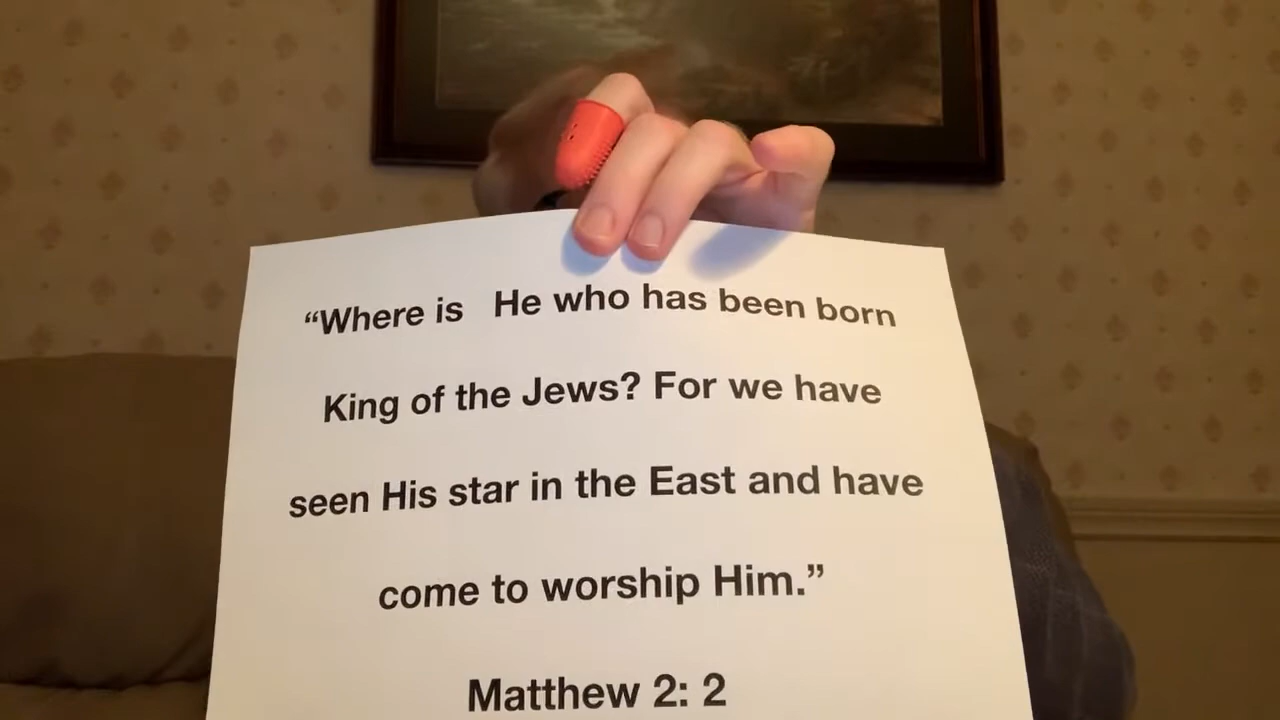 “Where is He who has been born
King of the Jews? For we have
seen His star in the East and have
come to worship Him.”
Matthew 2: 2